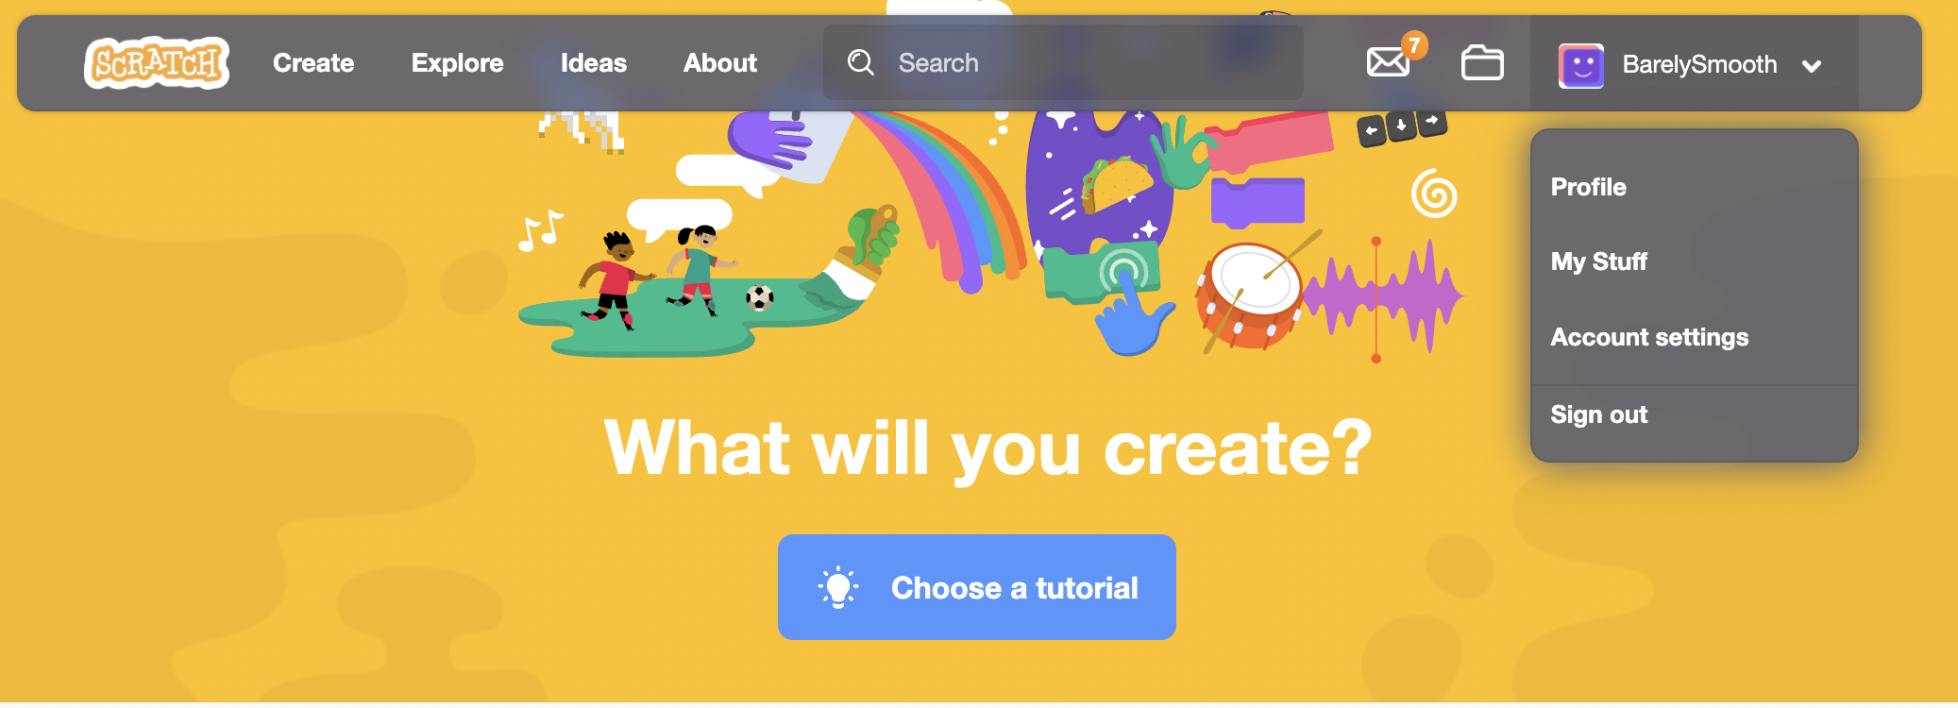 SCRATCH Create Explore Ideas About Search 7 BarelySmooth
Profile
My Stuff
Account settings
Sign out
What will you create?
Choose a tutorial